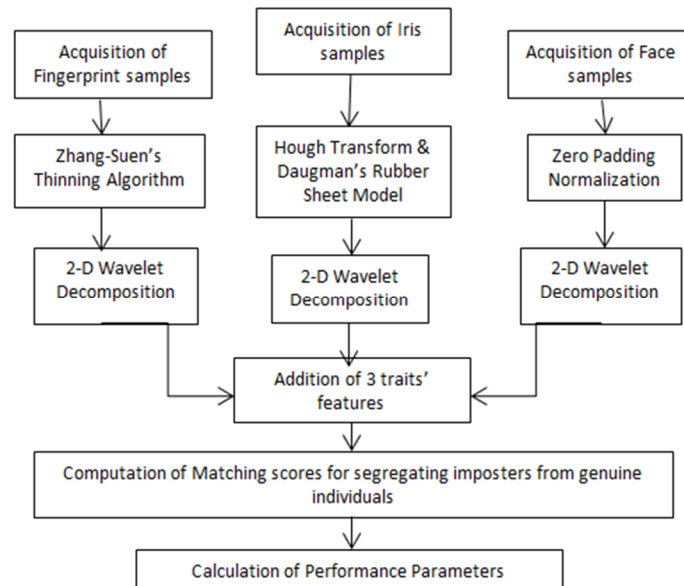 Acquisition of
Fingerprint samples
Acquisition of Iris
samples
Acquisition of Face
samples
Zhang-Suen's
Thinning Algorithm
Hough Transform &
Daugman's Rubber
Sheet Model
Zero Padding
Normalization
2-D Wavelet
Decomposition
2-D Wavelet
Decomposition
2-D Wavelet
Decomposition
Addition of 3 traits'
features
Computation of Matching scores for segregating imposters from genuine
individuals
Calculation of Performance Parameters